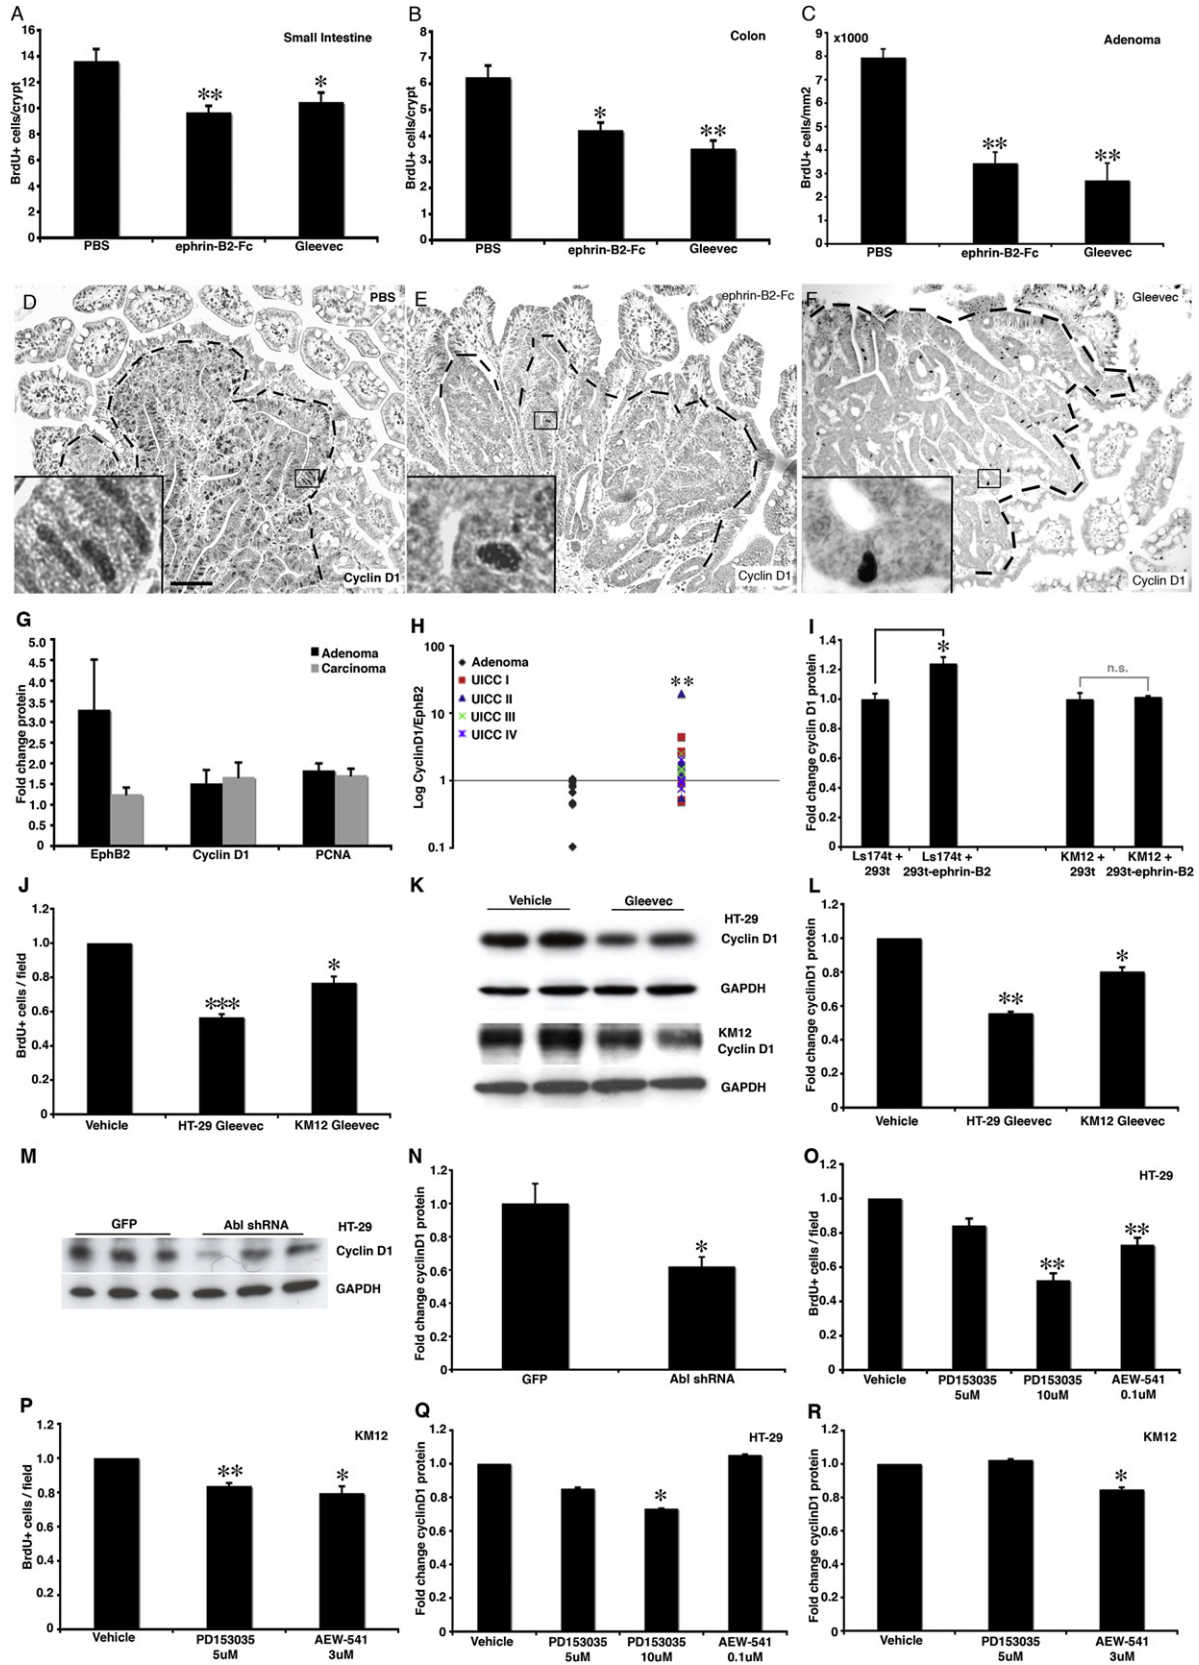 A
Small Intestine
BrdU+ cells/crypt
16
14
12
10
8
6
4
2
0
**
*
PBS
ephrin-B2-Fc
Gleevec
B
Colon
BrdU+ cells/crypt
8
7
6
5
4
3
2
1
0
*
**
PBS
ephrin-B2-Fc
Gleevec
C
x1000
Adenoma
BrdU+ cells/mm2
9
8
7
6
5
4
3
2
1
0
**
**
PBS
ephrin-B2-Fc
Gleevec
D
PBS
Cyclin D1
E
ephrin-B2-Fc
Cyclin D1
F
Gleevec
Cyclin D1
G
Fold change protein
5.0
4.5
4.0
3.5
3.0
2.5
2.0
1.5
1.0
0.5
0
Adenoma
Carcinoma
EphB2
Cyclin D1
PCNA
H
Log CyclinD1/EphB2
100
10
1
0.1
Adenoma
UICC I
UICC II
UICC III
UICC IV
**
I
Fold change cyclin D1 protein
1.4
1.2
1.0
0.8
0.6
0.4
0.2
0
*
n.s.
Ls174t +
293t
Ls174t +
293t-ephrin-B2
KM12 +
293t
KM12 +
293t-ephrin-B2
J
BrdU+ cells / field
1.2
1.0
0.8
0.6
0.4
0.2
0
***
*
Vehicle
HT-29 Gleevec
KM12 Gleevec
K
Vehicle
Gleevec
HT-29
Cyclin D1
GAPDH
KM12
Cyclin D1
GAPDH
L
Fold change cyclinD1 protein
1.2
1.0
0.8
0.6
0.4
0.2
0
**
*
Vehicle
HT-29 Gleevec
KM12 Gleevec
M
GFP
Abl shRNA
HT-29
Cyclin D1
GAPDH
N
Fold change cyclinD1 protein
1.2
1.0
0.8
0.6
0.4
0.2
0
*
GFP
Abl shRNA
O
HT-29
BrdU+ cells / field
1.2
1.0
0.8
0.6
0.4
0.2
0
**
**
Vehicle
PD153035
5uM
PD153035
10uM
AEW-541
0.1uM
P
KM12
BrdU+ cells / field
1.2
1.0
0.8
0.6
0.4
0.2
0
**
*
Vehicle
PD153035
5uM
AEW-541
3uM
Q
HT-29
Fold change cyclinD1 protein
1.2
1.0
0.8
0.6
0.4
0.2
0
*
Vehicle
PD153035
5uM
PD153035
10uM
AEW-541
0.1uM
R
KM12
Fold change cyclinD1 protein
1.2
1.0
0.8
0.6
0.4
0.2
0
*
Vehicle
PD153035
5uM
AEW-541
3uM